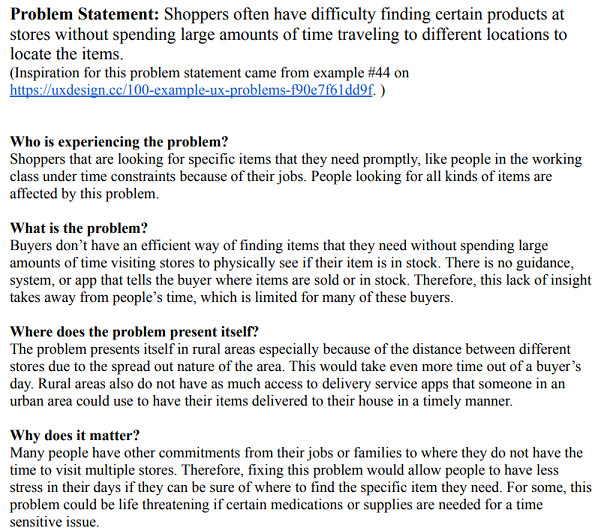 Problem Statement: Shoppers often have difficulty finding certain products at
stores without spending large amounts of time traveling to different locations to
locate the items.
(Inspiration for this problem statement came from example #44 on
https://uxdesign.cc/100-example-ux-problems-f90e7f61dd9f. )
Who is experiencing the problem?
Shoppers that are looking for specific items that they need promptly, like people in the working
class under time constraints because of their jobs. People looking for all kinds of items are
affected by this problem.
What is the problem?
Buyers don’t have an efficient way of finding items that they need without spending large
amounts of time visiting stores to physically see if their item is in stock. There is no guidance,
system, or app that tells the buyer where items are sold or in stock. Therefore, this lack of insight
takes away from people’s time, which is limited for many of these buyers.
Where does the problem present itself?
The problem presents itself in rural areas especially because of the distance between different
stores due to the spread out nature of the area. This would take even more time out of a buyer’s
day. Rural areas also do not have as much access to delivery service apps that someone in an
urban area could use to have their items delivered to their house in a timely manner.
Why does it matter?
Many people have other commitments from their jobs or families to where they do not have the
time to visit multiple stores. Therefore, fixing this problem would allow people to have less
stress in their days if they can be sure of where to find the specific item they need. For some, this
problem could be life threatening if certain medications or supplies are needed for a time
sensitive issue.